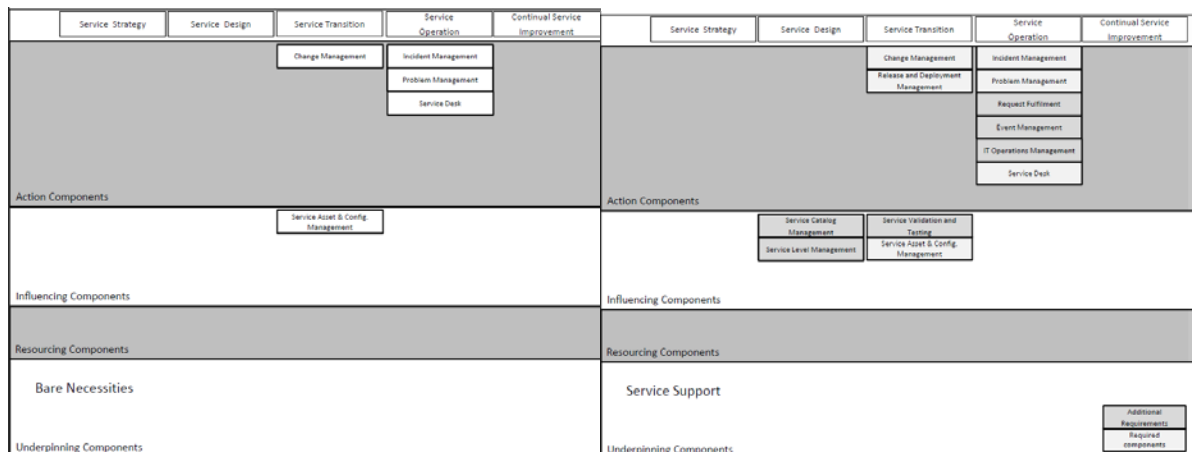 Service Strategy
Service Design
Service Transition
Service
Operation
Continual Service
Improvement
Change Management
Incident Management
Problem Management
Service Desk
Action Components
Service Asset & Config.
Management
Influencing Components
Resourcing Components
Bare Necessities
Underpinning Components
Service Strategy
Service Design
Service Transition
Service
Operation
Continual Service
Improvement
Change Management
Release and Deployment
Management
Incident Management
Problem Management
Request Fulfilment
Event Management
IT Operations Management
Service Desk
Action Components
Service Catalog
Management
Service Level Management
Service Validation and
Testing
Service Asset & Config.
Management
Influencing Components
Resourcing Components
Service Support
Additional
Requirements
Required
components
Underpinning Components